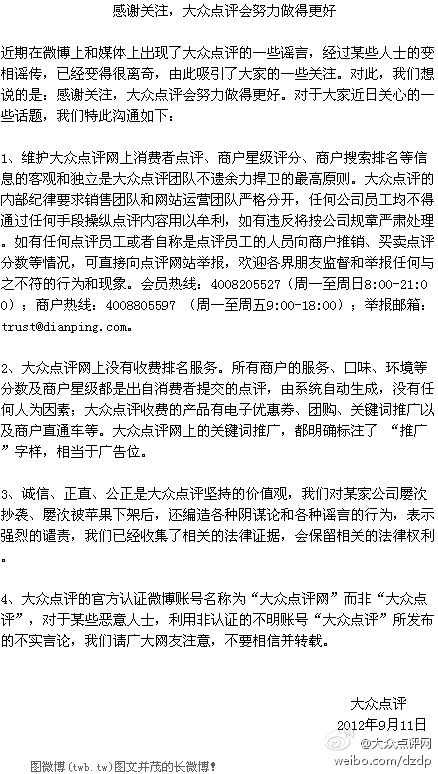 感谢关注，大众点评会努力做得更好
近期在微博上和媒体上出现了大众点评的一些谣言，经过某些人士的变
相谣传，已经变得很离奇，由此吸引了大家的一些关注。对此，我们想
说的是：感谢关注，大众点评会努力做得更好。对于大家近日关心的一
些话题，我们特此沟通如下：
1、维护大众点评网上消费者点评、商户星级评分、商户搜索排名等信
息的客观和独立是大众点评团队不遗余力捍卫的最高原则。大众点评的
内部纪律要求销售团队和网站运营团队严格分开，任何公司员工均不得
通过任何手段操纵点评内容用以牟利，如有违反将按公司规章严肃处理
。如有任何点评员工或者自称是点评员工的人员向商户推销、买卖点评
分数等情况，可直接向点评网站举报，欢迎各界朋友监督和举报任何与
之不符的行为和现象。会员热线：4008205527（周一至周日8:00-21:0
0）；商户热线：4008805597 （周一至周五9:00-18:00）；举报邮箱：
trust@dianping.com。
2、大众点评网上没有收费排名服务。所有商户的服务、口味、环境等
分数及商户星级都是出自消费者提交的点评，由系统自动生成，没有任
何人为因素；大众点评收费的产品有电子优惠券、团购、关键词推广以
及商户直通车等。大众点评网上的关键词推广，都明确标注了 “推广
”字样，相当于广告位。
3、诚信、正直、公正是大众点评坚持的价值观，我们对某家公司屡次
抄袭、屡次被苹果下架后，还编造各种阴谋论和各种谣言的行为，表示
强烈的谴责，我们已经收集了相关的法律证据，会保留相关的法律权利
。
4、大众点评的官方认证微博账号名称为“大众点评网”而非“大众点
评”，对于某些恶意人士，利用非认证的不明账号“大众点评”所发布
的不实言论，我们请广大网友注意，不要相信并转载。
大众点评
2012年9月11日
@大众点评网
weibo.com/dzdp
图微博(twb.tw)图文并茂的长微博！